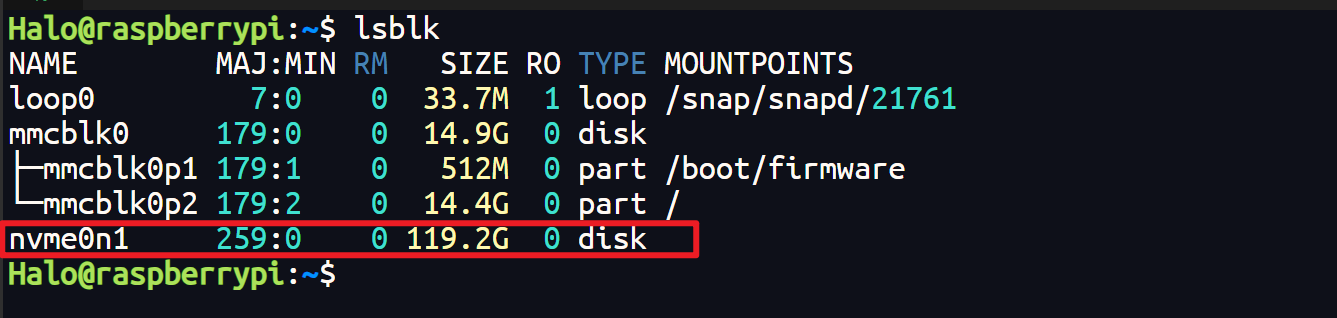 Halo@raspberrypi:~$ lsblk
NAME        MAJ:MIN RM   SIZE RO TYPE MOUNTPOINTS
loop0         7:0    0  33.7M  1 loop /snap/snapd/21761
mmcblk0     179:0    0  14.9G  0 disk
├─mmcblk0p1 179:1    0   512M  0 part /boot/firmware
└─mmcblk0p2 179:2    0  14.4G  0 part /
nvme0n1     259:0    0 119.2G  0 disk
Halo@raspberrypi:~$